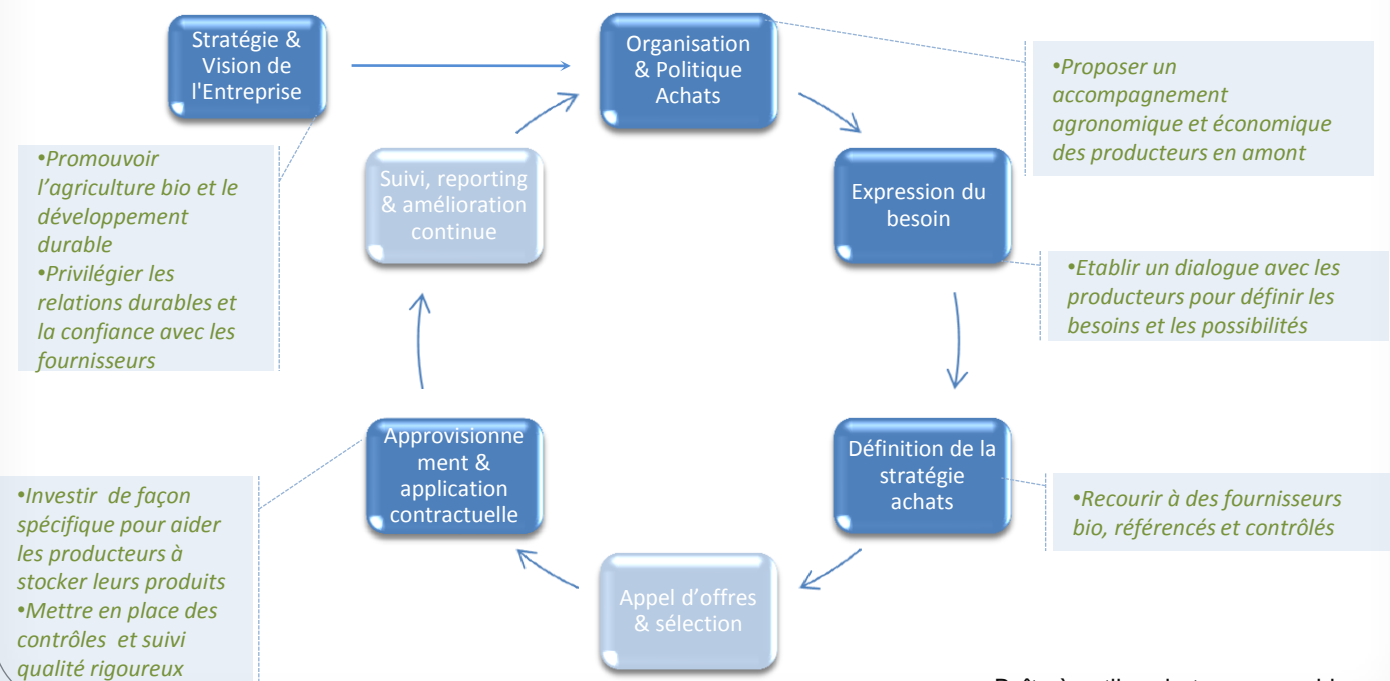 Stratégie &
Vision de
l'Entreprise
Organisation
& Politique
Achats
•Proposer un
accompagnement
agronomique et économique
des producteurs en amont
•Promouvoir
l'agriculture bio et le
développement
durable
•Privilégier les
relations durables et
la confiance avec les
fournisseurs
Suivi, reporting
& amélioration
continue
Expression du
besoin
•Etablir un dialogue avec les
producteurs pour définir les
besoins et les possibilités
Approvisionne
ment &
application
contractuelle
Définition de la
stratégie
achats
•Recourir à des fournisseurs
bio, référencés et contrôlés
•Investir de façon
spécifique pour aider
les producteurs à
stocker leurs produits
•Mettre en place des
contrôles et suivi
qualité rigoureux
Appel d'offres
& sélection